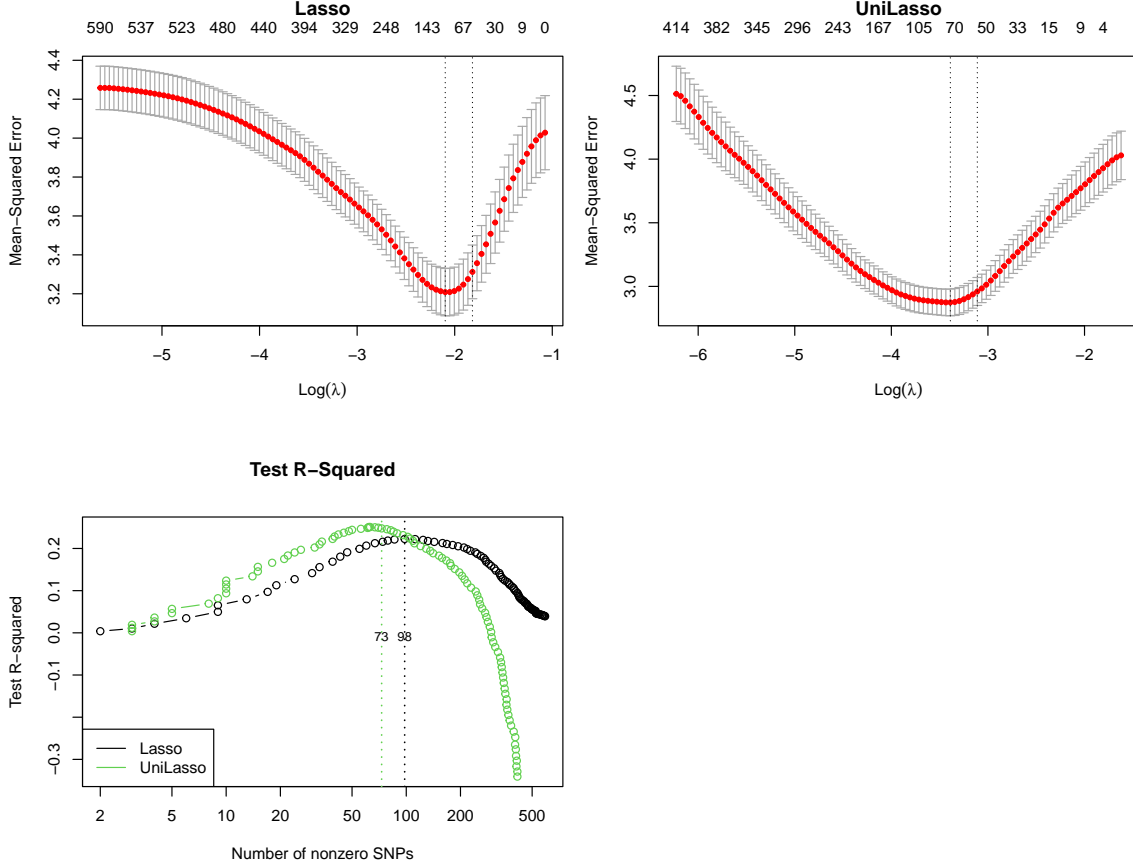 Lasso
590 537 523 480 440 394 329 248 143 67 30 9 0
4.4
4.2
4.0
3.8
3.6
3.4
3.2
Mean−Squared Error
−5 −4 −3 −2 −1
Log(λ)
UniLasso
414 382 345 296 243 167 105 70 50 33 15 9 4
4.5
4.0
3.5
3.0
Mean−Squared Error
−6 −5 −4 −3 −2
Log(λ)
Test R−Squared
0.2
0.1
0.0
−0.1
−0.3
Test R−squared
73 98
Lasso
UniLasso
2 5 10 20 50 100 200 500
Number of nonzero SNPs